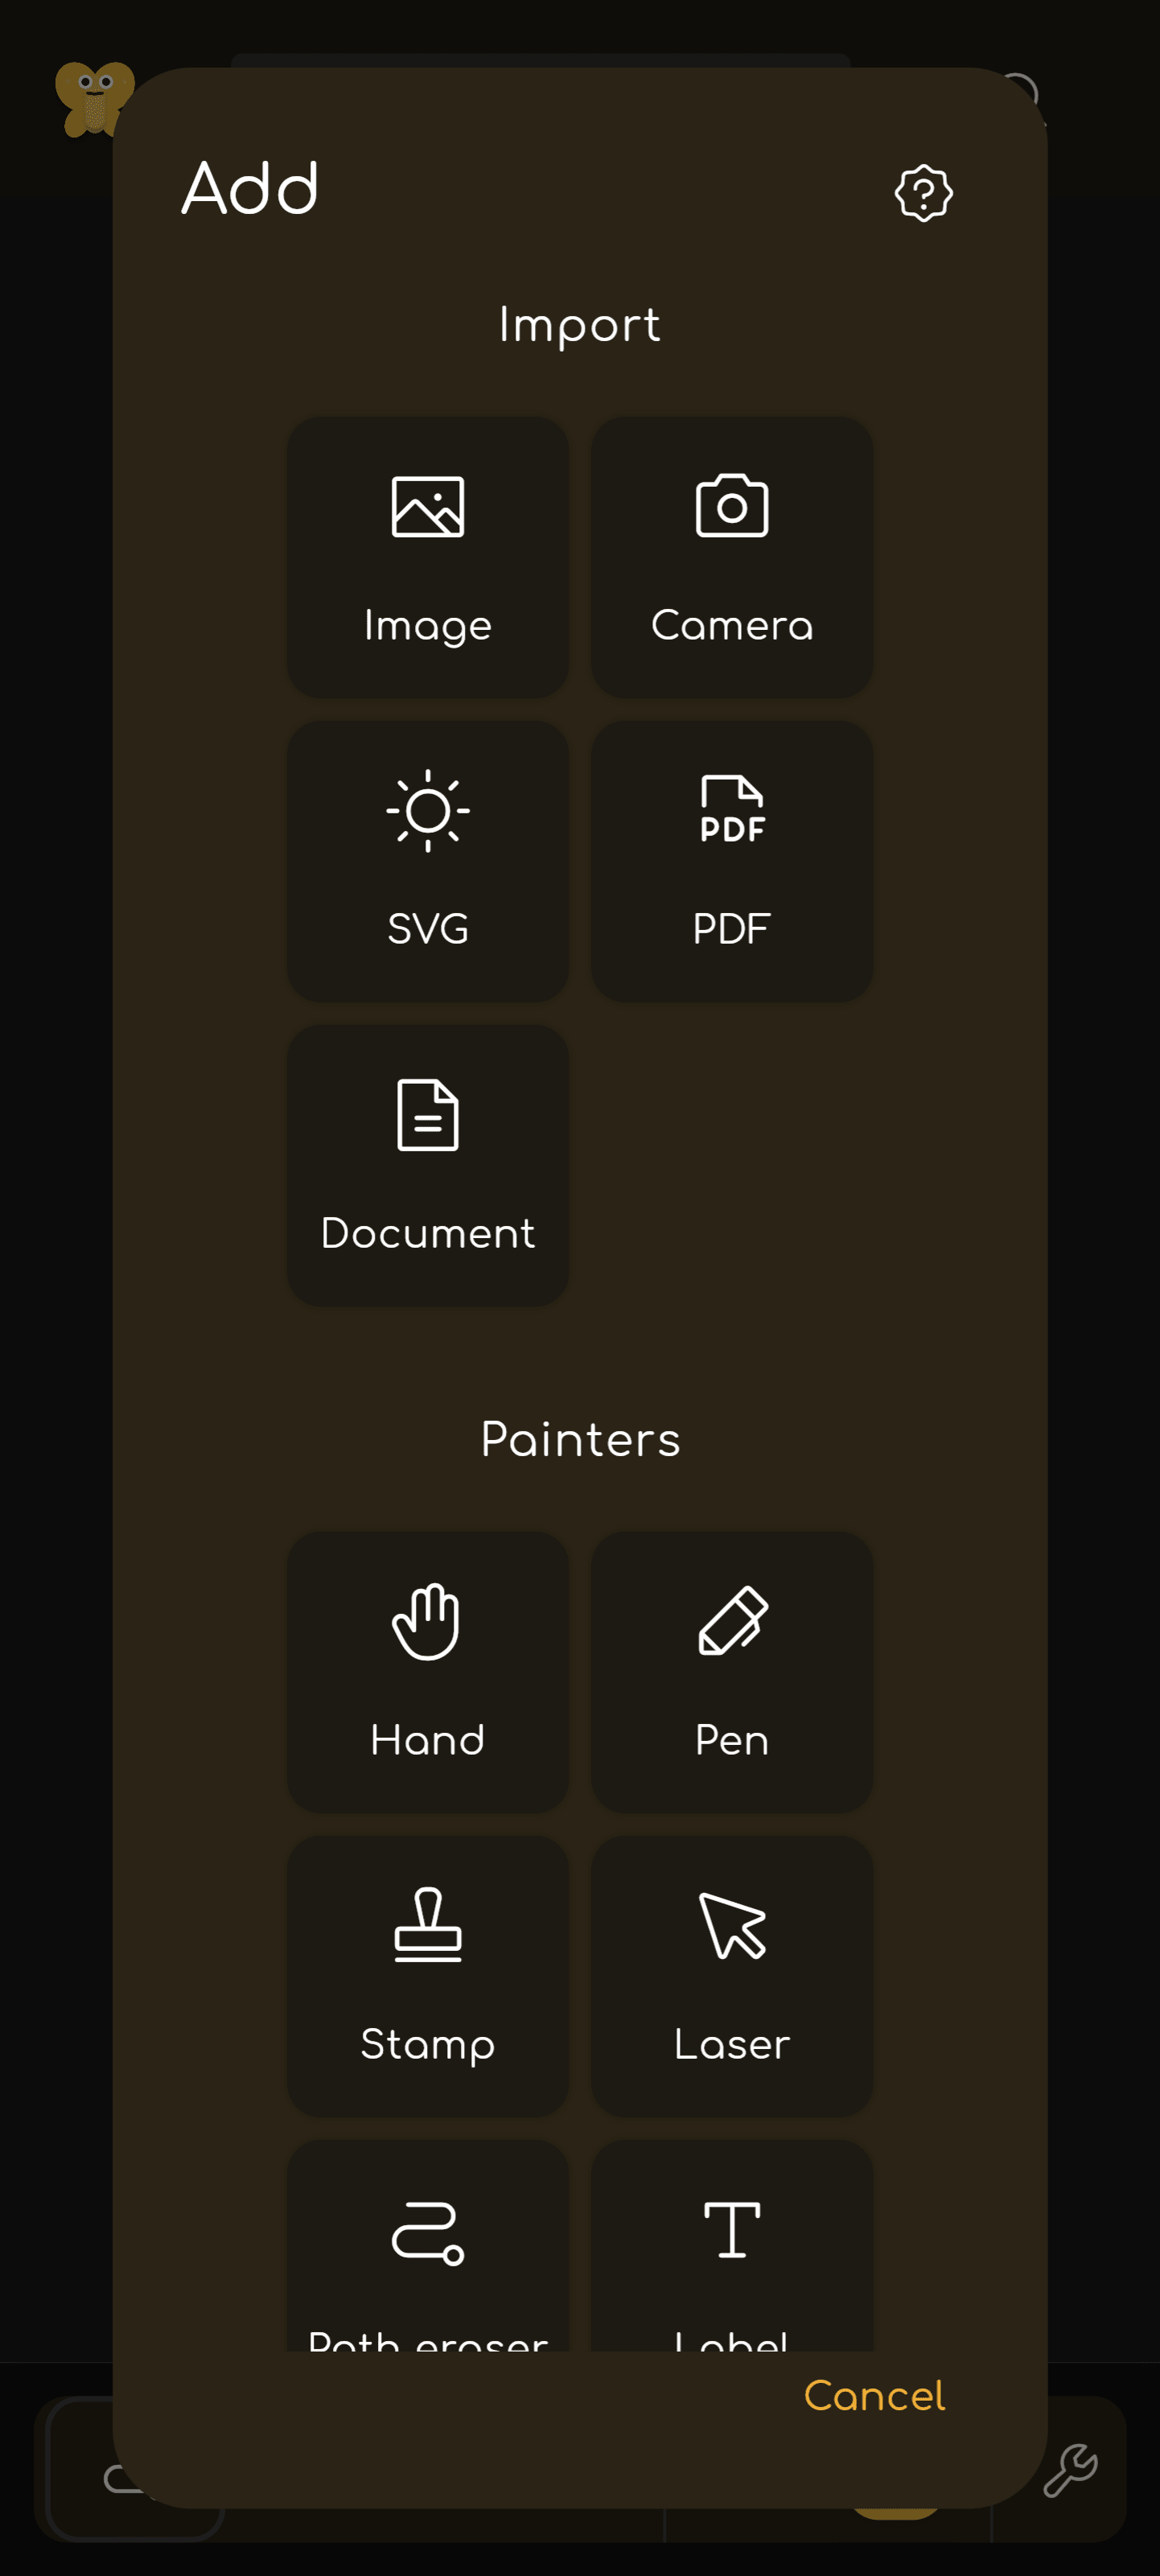 Add
Import
Image
Camera
SVG
PDF
PDF
Document
Painters
Hand
Pen
Stamp
Laser
Path eraser
Label
Cancel